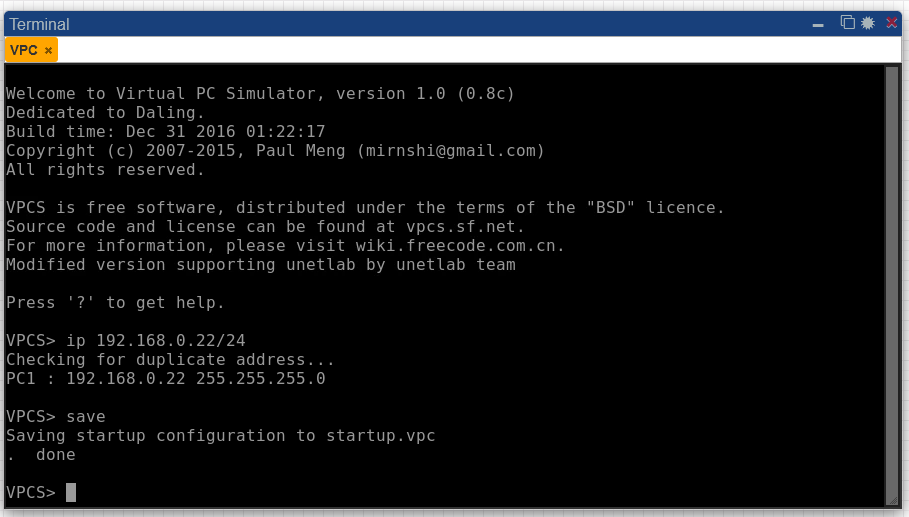 Terminal
VPC ×
Welcome to Virtual PC Simulator, version 1.0 (0.8c)
Dedicated to Daling.
Build time: Dec 31 2016 01:22:17
Copyright (c) 2007-2015, Paul Meng (mirnshi@gmail.com)
All rights reserved.
VPCS is free software, distributed under the terms of the "BSD" licence.
Source code and license can be found at vpcs.sf.net.
For more information, please visit wiki.freecode.com.cn.
Modified version supporting unetlab by unetlab team
Press '?' to get help.
VPCS> ip 192.168.0.22/24
Checking for duplicate address...
PC1 : 192.168.0.22 255.255.255.0
VPCS> save
Saving startup configuration to startup.vpc
.  done
VPCS>